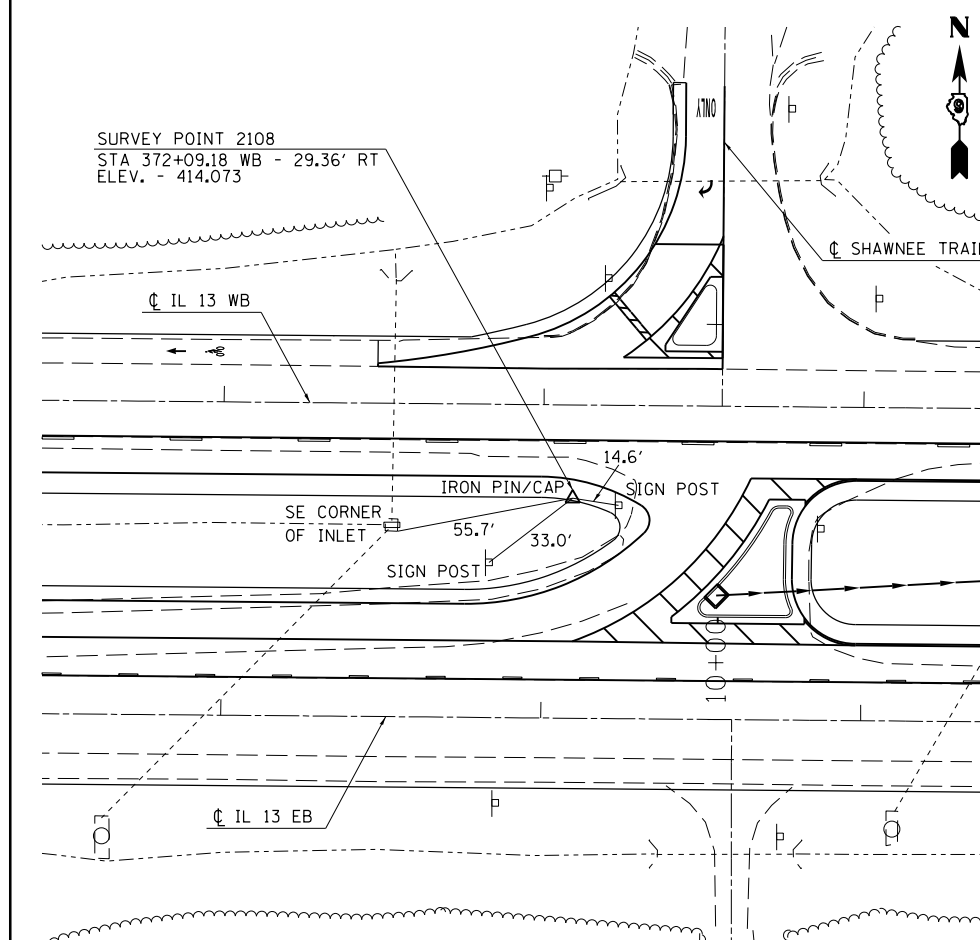 N
ONLY
SURVEY POINT 2108
STA 372+09.18 WB - 29.36' RT
ELEV. - 414.073
℄ SHAWNEE TRAI
℄ IL 13 WB
14.6'
IRON PIN/CAP
SIGN POST
SE CORNER
OF INLET
55.7'
33.0'
SIGN POST
10+00
℄ IL 13 EB